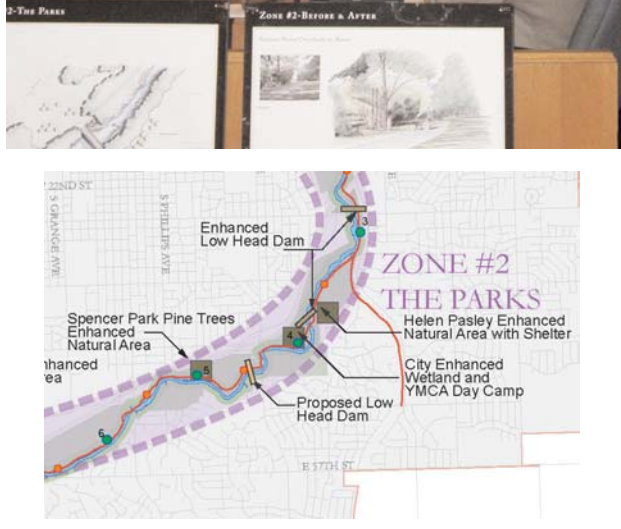 2-THE PARKS
ZONE #2-BEFORE & AFTER
22ND ST
S GRANGE AVE
S PHILLIPS AVE
E
3
Enhanced
Low Head Dam
ZONE #2
THE PARKS
Spencer Park Pine Trees
Enhanced
Natural Area
Helen Pasley Enhanced
Natural Area with Shelter
4
nhanced
rea
5
City Enhanced
Wetland and
YMCA Day Camp
Proposed Low
Head Dam
6
E 57TH ST